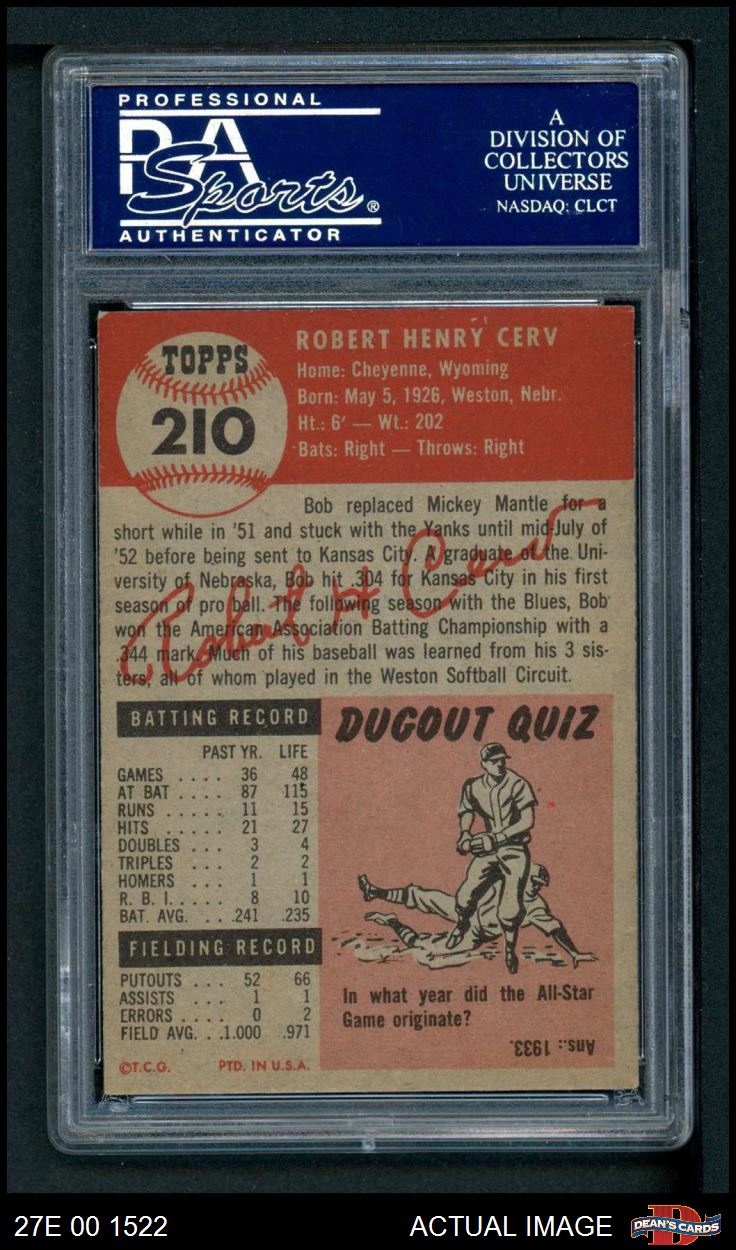 PROFESSIONAL
PSA
Sports®
AUTHENTICATOR
A
DIVISION OF
COLLECTORS
UNIVERSE
NASDAQ: CLCT
TOPPS
210
ROBERT HENRY CERV
Home: Cheyenne, Wyoming
Born: May 5, 1926, Weston, Nebr.
Ht.: 6' — Wt.: 202
Bats: Right — Throws: Right
Bob replaced Mickey Mantle for a
short while in '51 and stuck with the Yanks until mid-July of
'52 before being sent to Kansas City. A graduate of the Uni-
versity of Nebraska, Bob hit .304 for Kansas City in his first
season of pro ball. The following season with the Blues, Bob
won the American Association Batting Championship with a
.344 mark. Much of his baseball was learned from his 3 sis-
ters, all of whom played in the Weston Softball Circuit.
Robert H Cerv
BATTING RECORD
PAST YR. LIFE
GAMES .... 36 48
AT BAT .... 87 115
RUNS ..... 11 15
HITS ..... 21 27
DOUBLES ... 3 4
TRIPLES ... 2 2
HOMERS ... 1 1
R. B. I. .... 8 10
BAT. AVG. ...241 .235
FIELDING RECORD
PUTOUTS ... 52 66
ASSISTS ... 1 1
ERRORS .... 0 2
FIELD AVG. ..1.000 .971
©T.C.G. PTD. IN U.S.A.
DUGOUT QUIZ
In what year did the All-Star
Game originate?
Ans.: 1933.
27E 00 1522
ACTUAL IMAGE
DEAN'S CARDS